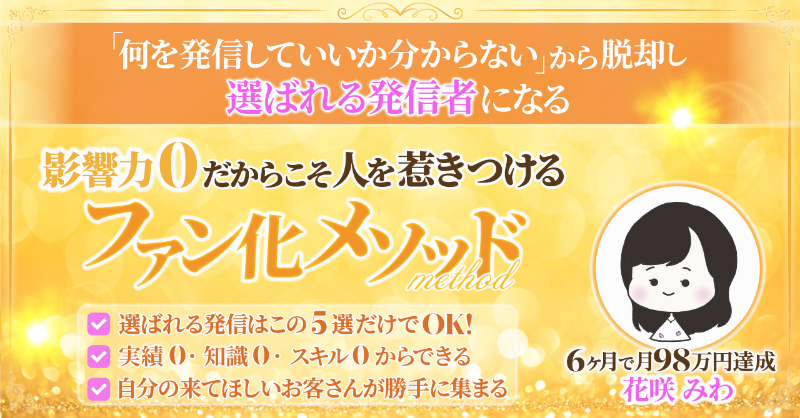 「何を発信していいか分からない」から脱却し
選ばれる発信者になる
影響力0だからこそ人を惹きつける
ファン化メソッド
method
選ばれる発信はこの5選だけでOK!
実績0・知識0・スキル0からできる
自分の来てほしいお客さんが勝手に集まる
6ヶ月で月98万円達成
花咲 みわ